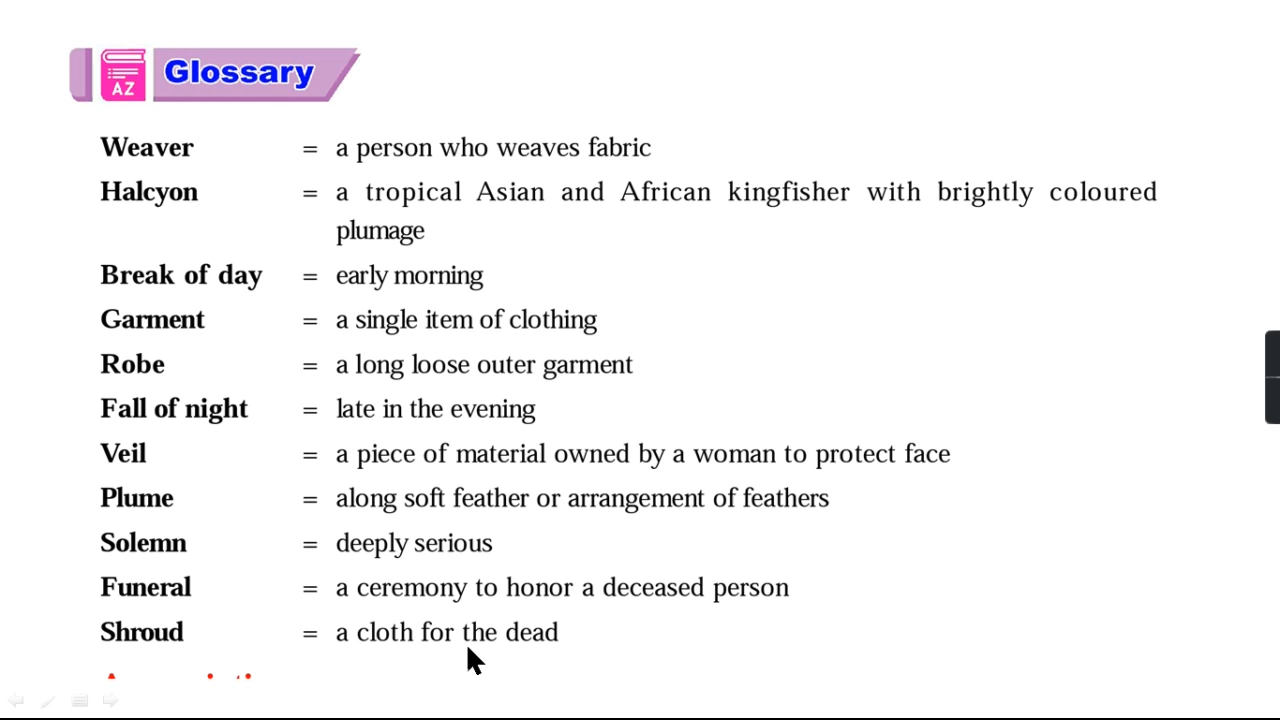 AZ
Glossary
Weaver = a person who weaves fabric
Halcyon = a tropical Asian and African kingfisher with brightly coloured
plumage
Break of day = early morning
Garment = a single item of clothing
Robe = a long loose outer garment
Fall of night = late in the evening
Veil = a piece of material owned by a woman to protect face
Plume = along soft feather or arrangement of feathers
Solemn = deeply serious
Funeral = a ceremony to honor a deceased person
Shroud = a cloth for the dead